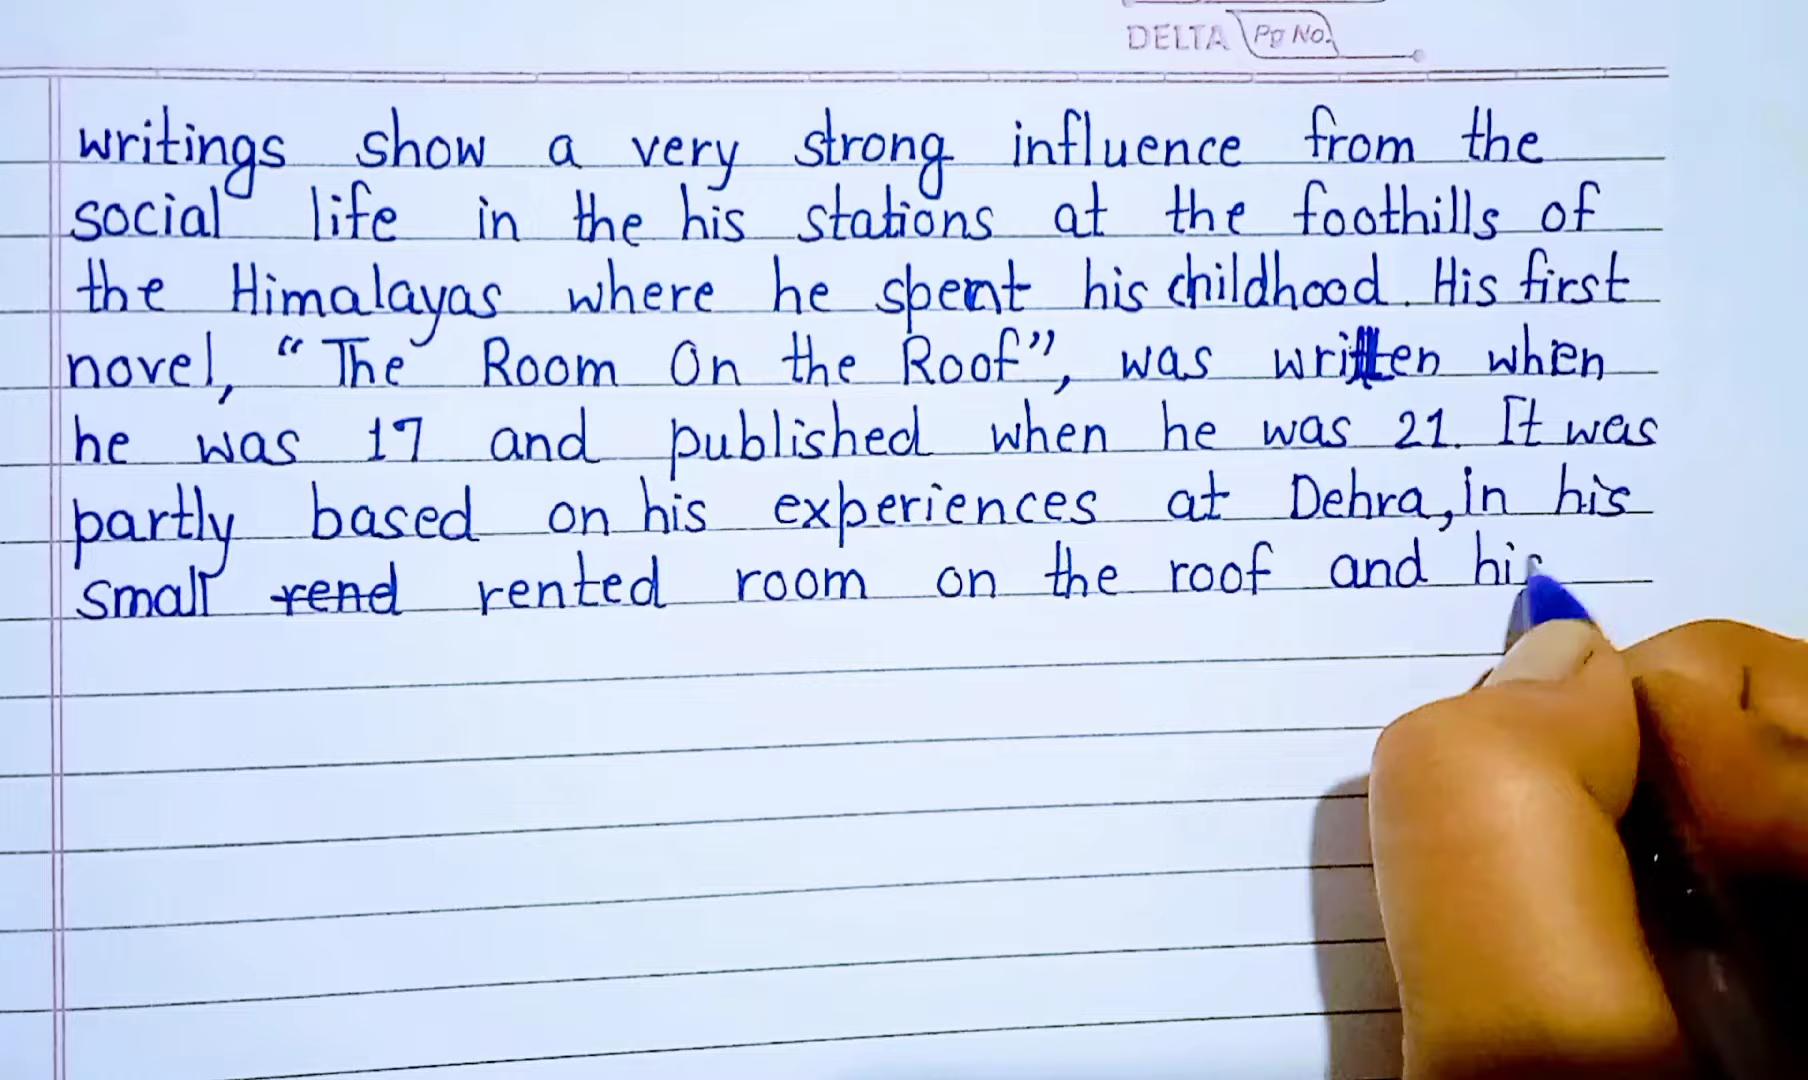 DELTA Pg No.
writings show a very strong influence from the
social life in the his stations at the foothills of
the Himalayas where he spent his childhood. His first
novel, “The Room On the Roof”, was written when
he was 17 and published when he was 21. It was
partly based on his experiences at Dehra, in his
small rend rented room on the roof and his